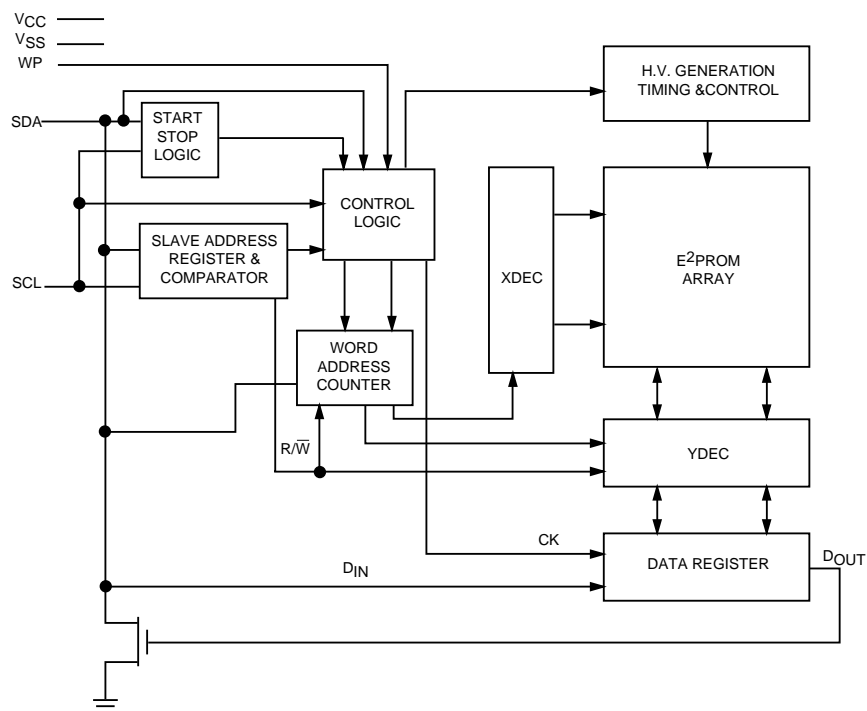 VCC
VSS
WP
SDA
SCL
START
STOP
LOGIC
CONTROL
LOGIC
SLAVE ADDRESS
REGISTER &
COMPARATOR
WORD
ADDRESS
COUNTER
R/W̅
H.V. GENERATION
TIMING &CONTROL
XDEC
E²PROM
ARRAY
YDEC
CK
DIN
DATA REGISTER
DOUT